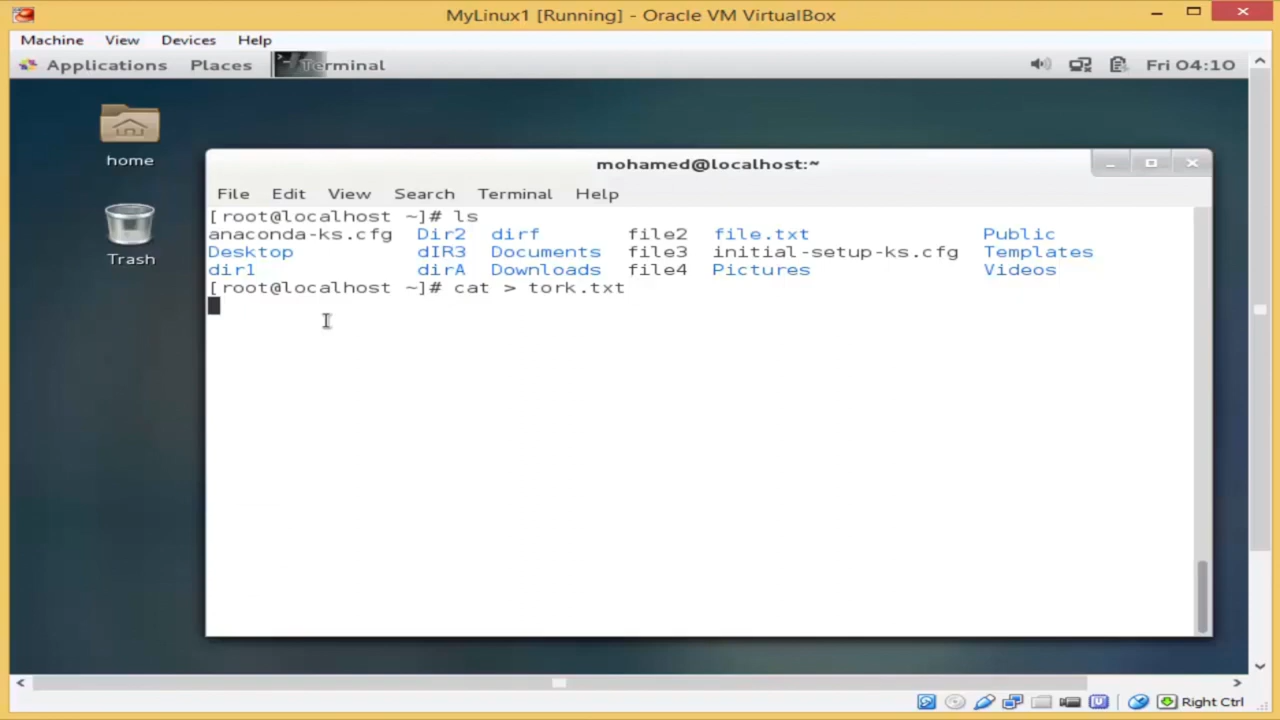 MyLinux1 [Running] - Oracle VM VirtualBox
Machine View Devices Help
Applications Places Terminal Fri 04:10
home
Trash
mohamed@localhost:~
File Edit View Search Terminal Help
[root@localhost ~]# ls
anaconda-ks.cfg Dir2 dirf file2 file.txt Public
Desktop dIR3 Documents file3 initial-setup-ks.cfg Templates
dir1 dirA Downloads file4 Pictures Videos
[root@localhost ~]# cat > tork.txt
Right Ctrl